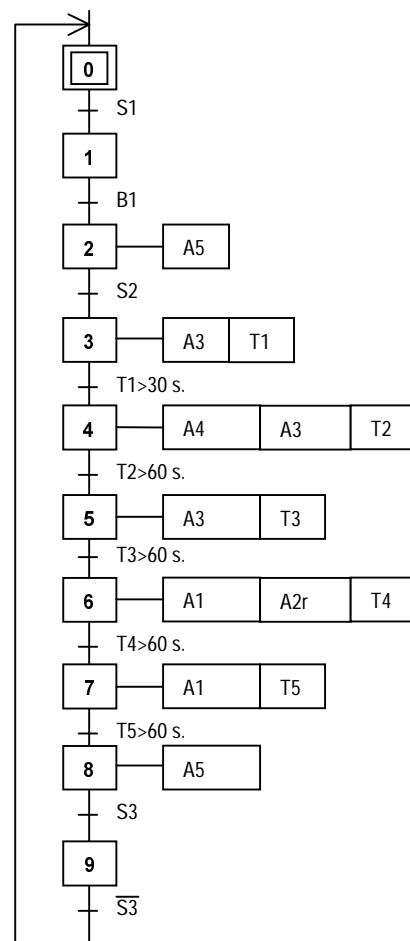 0
S1
1
B1
2 A5
S2
3 A3 T1
T1>30 s.
4 A4 A3 T2
T2>60 s.
5 A3 T3
T3>60 s.
6 A1 A2r T4
T4>60 s.
7 A1 T5
T5>60 s.
8 A5
S3
9
S̅3̅